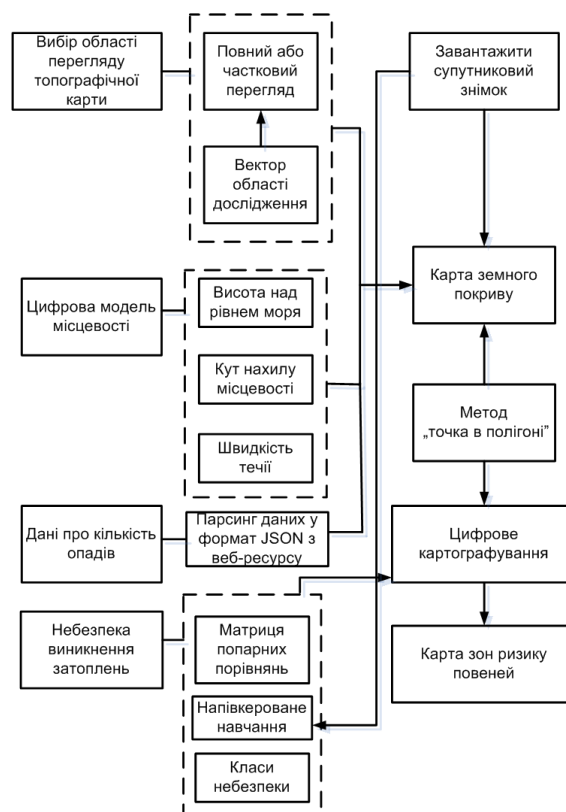 Вибір області
перегляду
топографічної
карти
Повний або
частковий
перегляд
Завантажити
супутниковий
знімок
Вектор
області
дослідження
Цифрова модель
місцевості
Висота над
рівнем моря
Карта земного
покриву
Кут нахилу
місцевості
Метод
„точка в полігоні”
Швидкість
течії
Дані про кількість
опадів
Парсинг даних у
формат JSON з
веб-ресурсу
Цифрове
картографування
Небезпека
виникнення
затоплень
Матриця
попарних
порівнянь
Карта зон ризику
повеней
Напівкероване
навчання
Класи
небезпеки